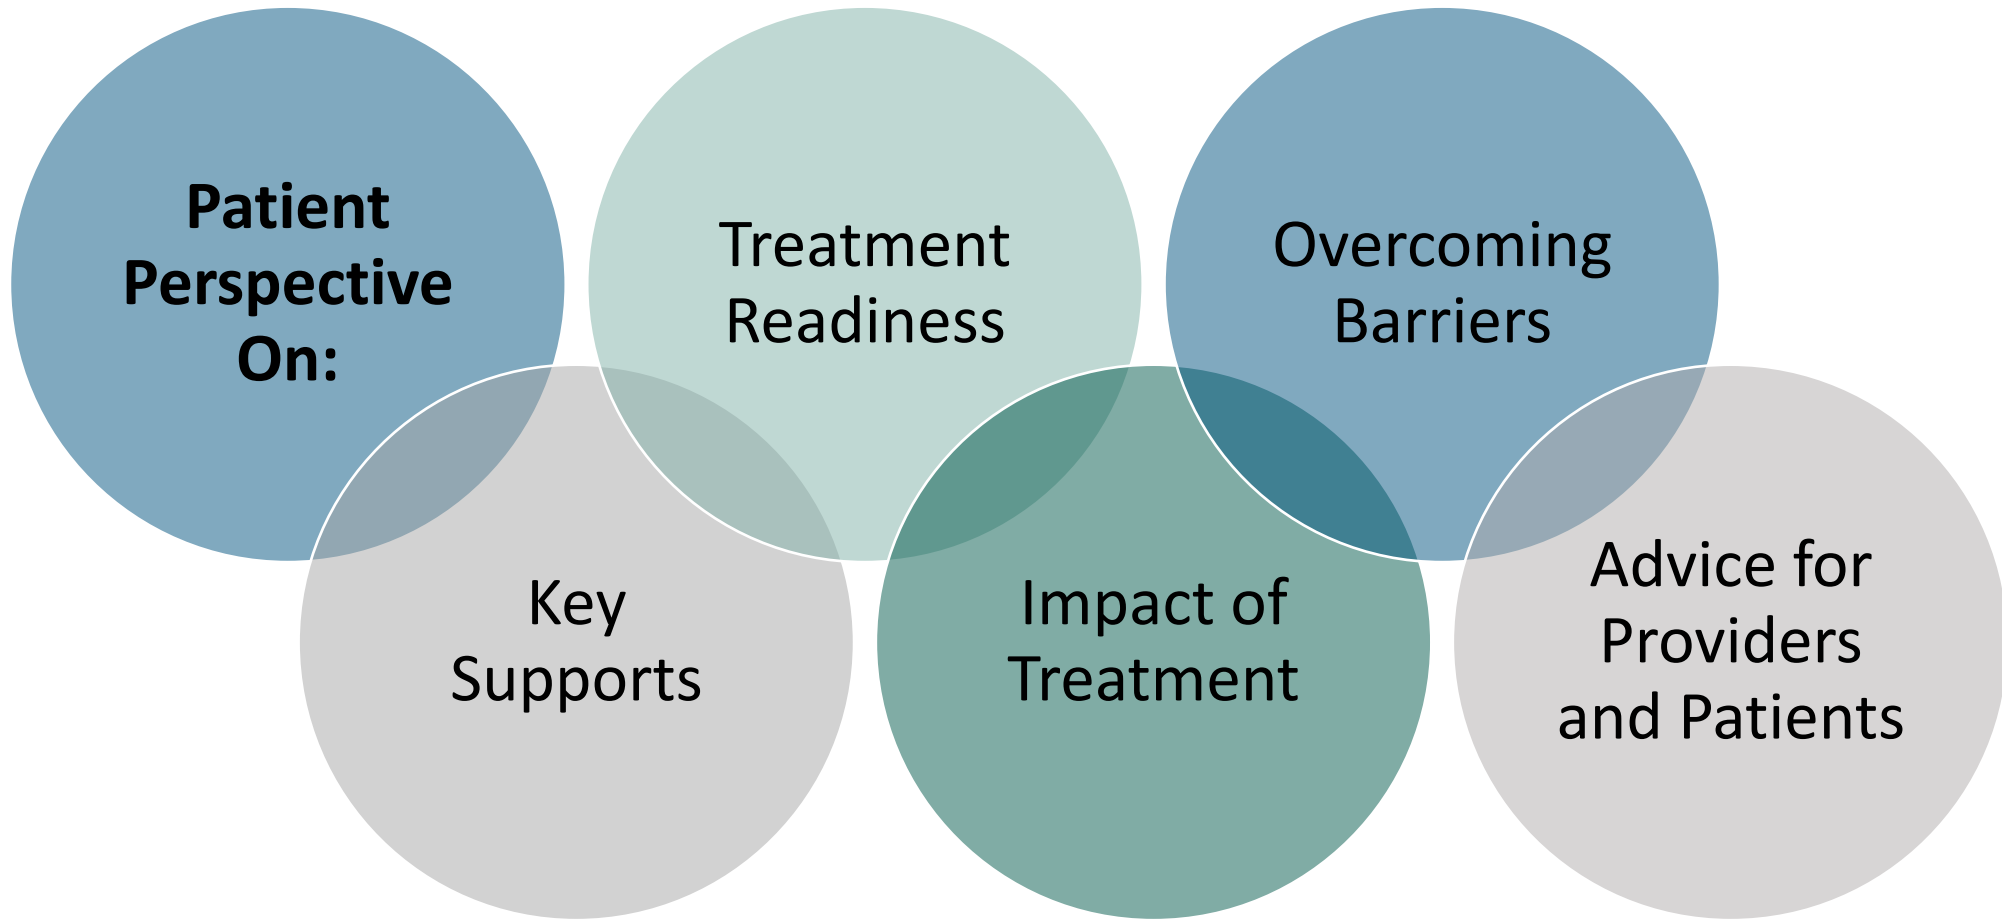 Patient
Perspective
On:
Key
Supports
Treatment
Readiness
Impact of
Treatment
Overcoming
Barriers
Advice for
Providers
and Patients